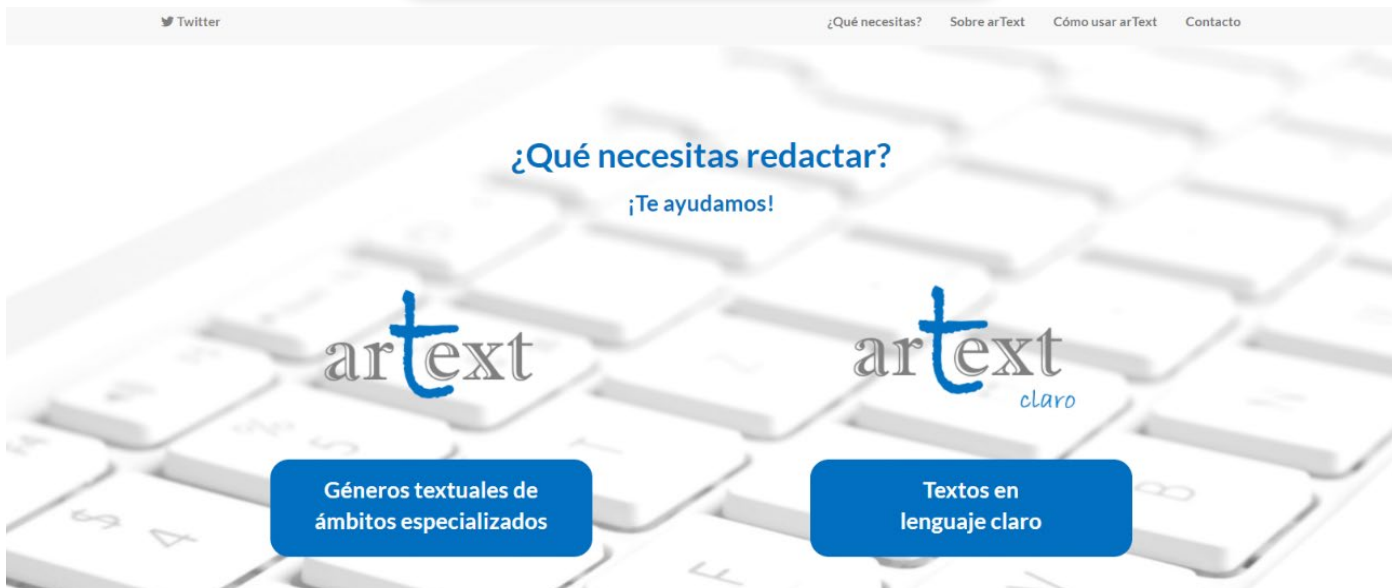 Twitter ¿Qué necesitas? Sobre arText Cómo usar arText Contacto
¿Qué necesitas redactar?
¡Te ayudamos!
artext
artext
claro
Géneros textuales de
ámbitos especializados
Textos en
lenguaje claro